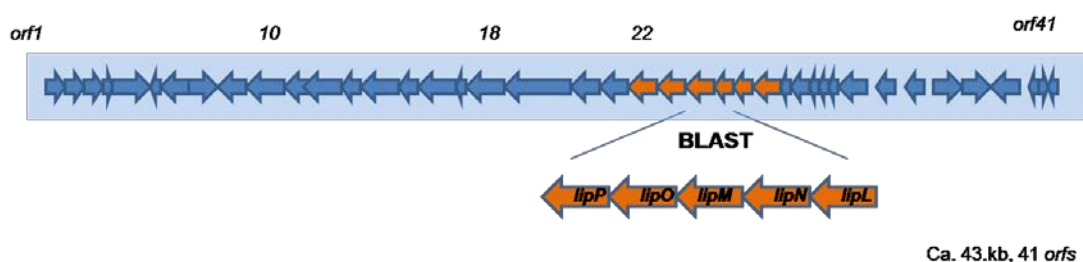 orf1 10 18 22 orf41
BLAST
lipP lipO lipM lipN lipL
Ca. 43.kb, 41 orfs